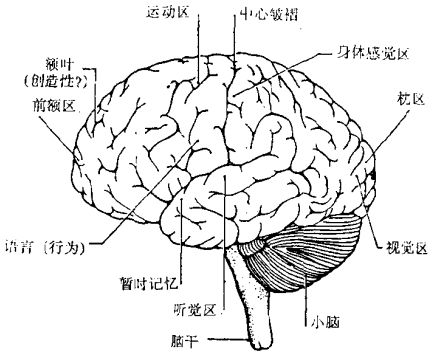 运动区
中心皱褶
额叶
(创造性?)
身体感觉区
前额区
枕区
语言〔行为)
视觉区
暂时记忆
听觉区
小脑
脑干